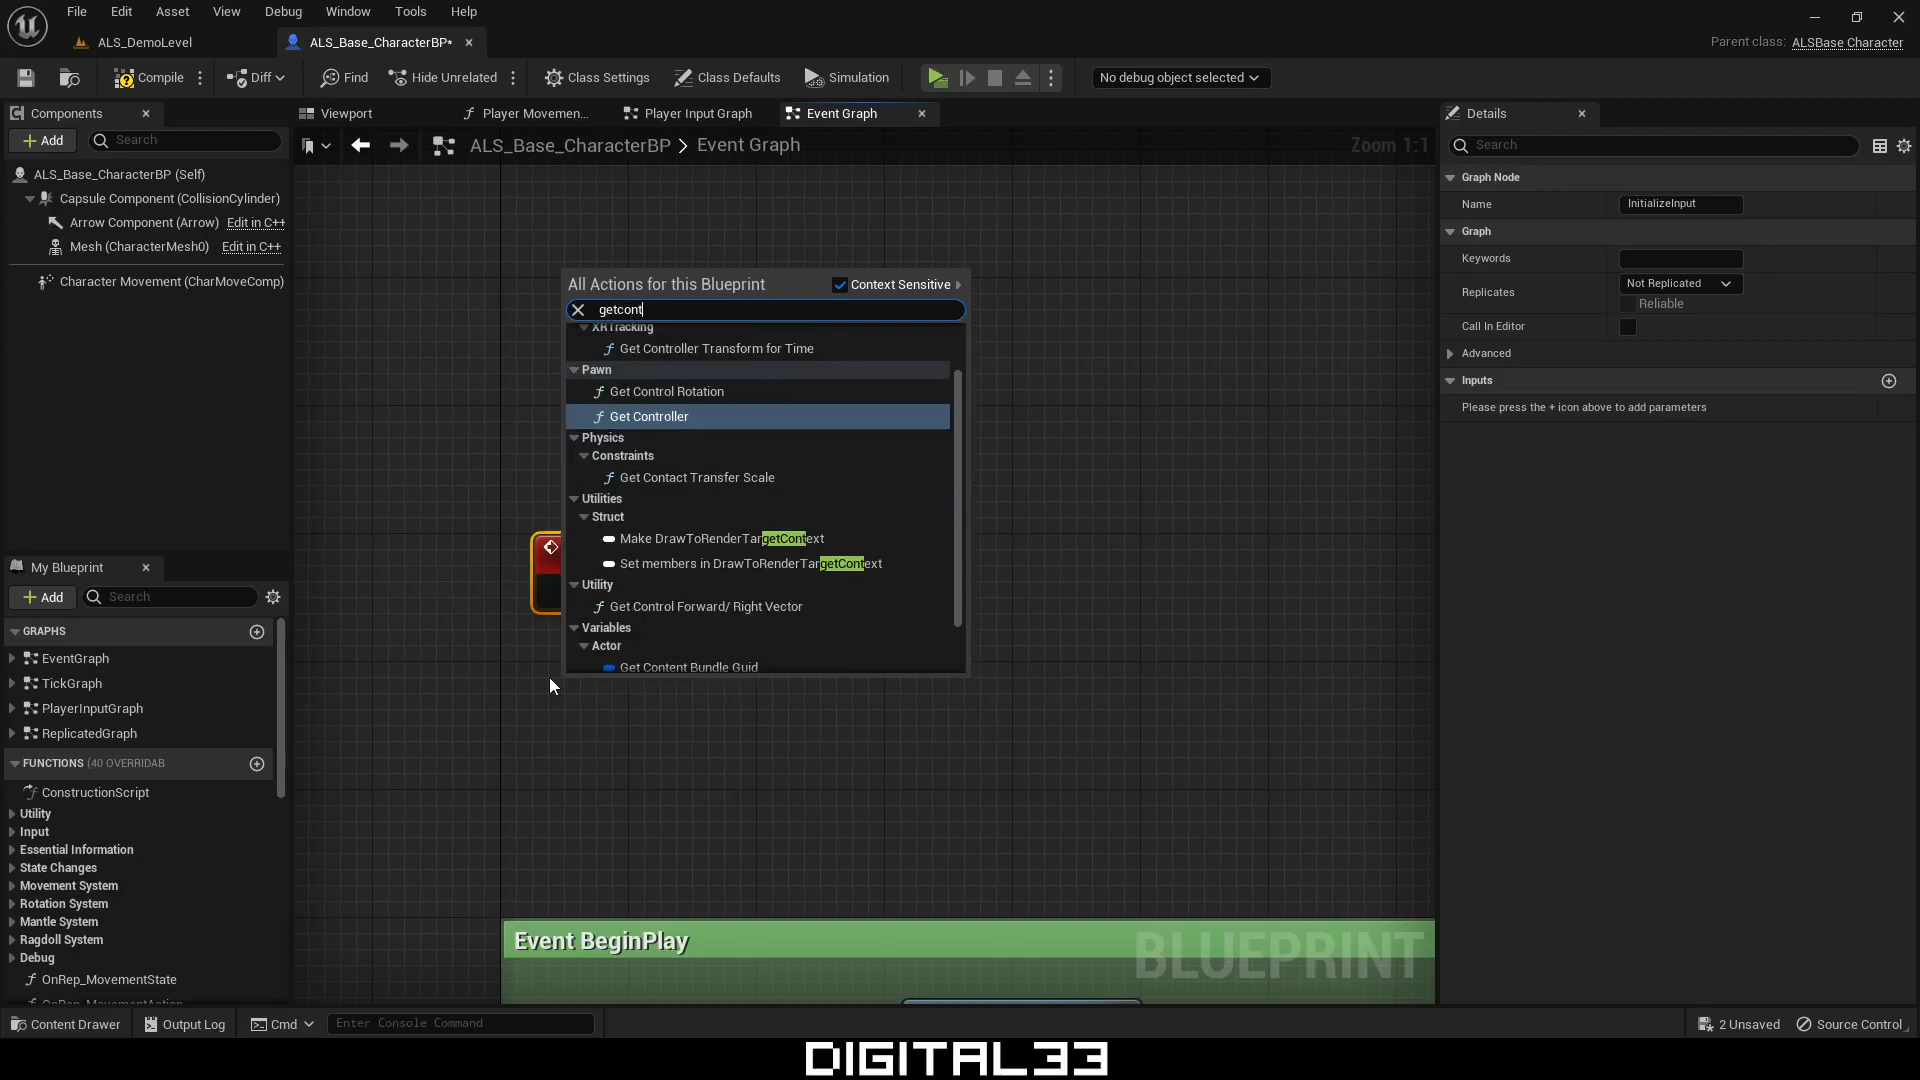 File Edit Asset View Debug Window Tools Help
ALS_DemoLevel
ALS_Base_CharacterBP*
Parent class: ALSBase Character
Compile
Diff
Find
Hide Unrelated
Class Settings
Class Defaults
Simulation
No debug object selected
Components
Add
Search
ALS_Base_CharacterBP (Self)
Capsule Component (CollisionCylinder)
Arrow Component (Arrow) Edit in C++
Mesh (CharacterMesh0) Edit in C++
Character Movement (CharMoveComp)
My Blueprint
Add
Search
GRAPHS
EventGraph
TickGraph
PlayerInputGraph
ReplicatedGraph
FUNCTIONS (40 OVERRIDAB
ConstructionScript
Utility
Input
Essential Information
State Changes
Movement System
Rotation System
Mantle System
Ragdoll System
Debug
OnRep_MovementState
OnRep_MovementAction
Viewport
Player Movemen...
Player Input Graph
Event Graph
ALS_Base_CharacterBP > Event Graph
Zoom 1:1
All Actions for this Blueprint
Context Sensitive
getcont
XRTracking
Get Controller Transform for Time
Pawn
Get Control Rotation
Get Controller
Physics
Constraints
Get Contact Transfer Scale
Utilities
Struct
Make DrawToRenderTargetContext
Set members in DrawToRenderTargetContext
Utility
Get Control Forward/ Right Vector
Variables
Actor
Get Content Bundle Guid
Event BeginPlay
BLUEPRINT
Details
Search
Graph Node
Name InitializeInput
Graph
Keywords
Replicates Not Replicated
Reliable
Call In Editor
Advanced
Inputs
Please press the + icon above to add parameters
Content Drawer
Output Log
Cmd
Enter Console Command
2 Unsaved
Source Control
DIGITAL33